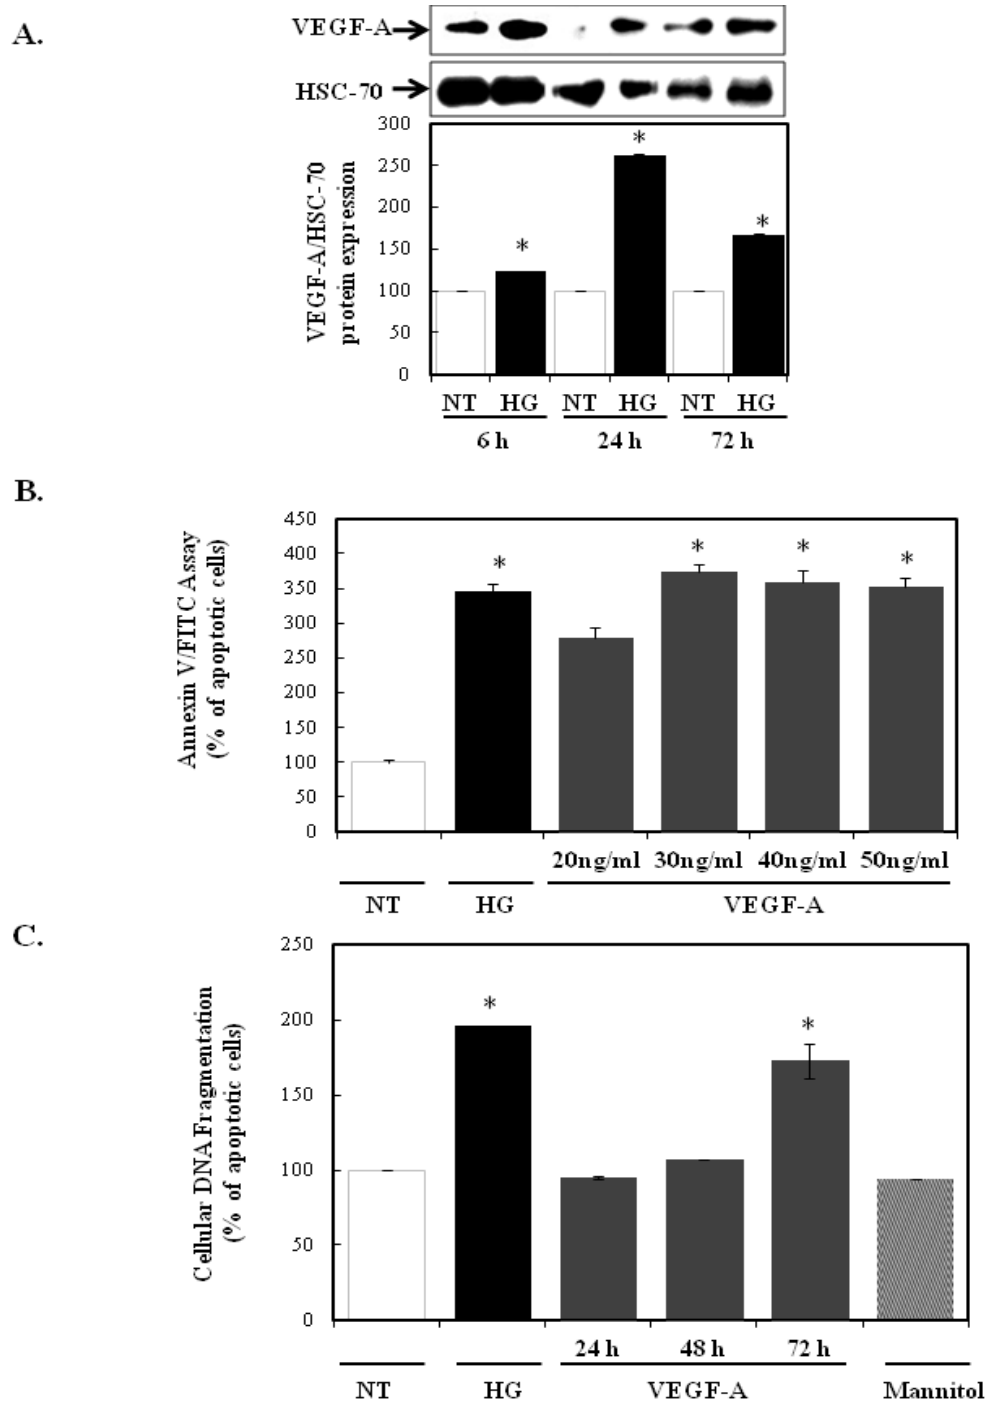 A.
VEGF-A
HSC-70
300
250
200
150
100
50
0
VEGF-A/HSC-70
protein expression
*
*
*
NT HG NT HG NT HG
6 h 24 h 72 h
B.
450
400
350
300
250
200
150
100
50
0
Annexin V/FITC Assay
(% of apoptotic cells)
*
*
*
*
20ng/ml 30ng/ml 40ng/ml 50ng/ml
NT HG VEGF-A
C.
250
200
150
100
50
0
Cellular DNA Fragmentation
(% of apoptotic cells)
*
*
24 h 48 h 72 h
NT HG VEGF-A Mannitol